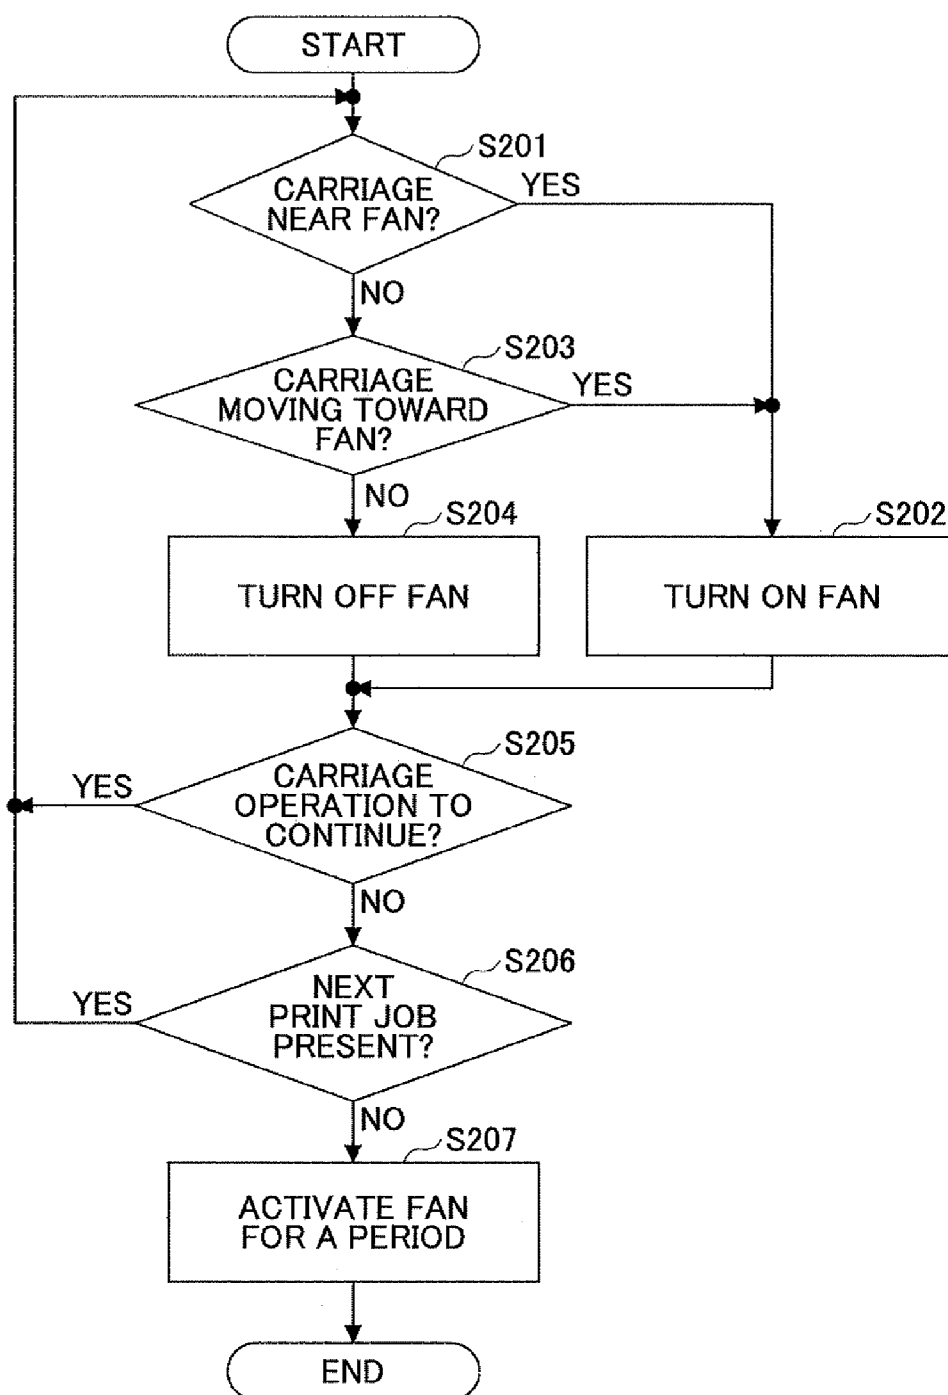 START
S201
CARRIAGE
NEAR FAN?
YES
NO
S203
CARRIAGE
MOVING TOWARD
FAN?
YES
NO
S204
TURN OFF FAN
S202
TURN ON FAN
S205
YES
CARRIAGE
OPERATION TO
CONTINUE?
NO
S206
YES
NEXT
PRINT JOB
PRESENT?
NO
S207
ACTIVATE FAN
FOR A PERIOD
END